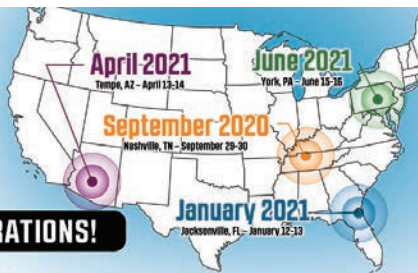 April 2021
Tempe, AZ – April 13-14
June 2021
York, PA – June 15-16
September 2020
Nashville, TN – September 29-30
January 2021
Jacksonville, FL – January 12-13
RATIONS!